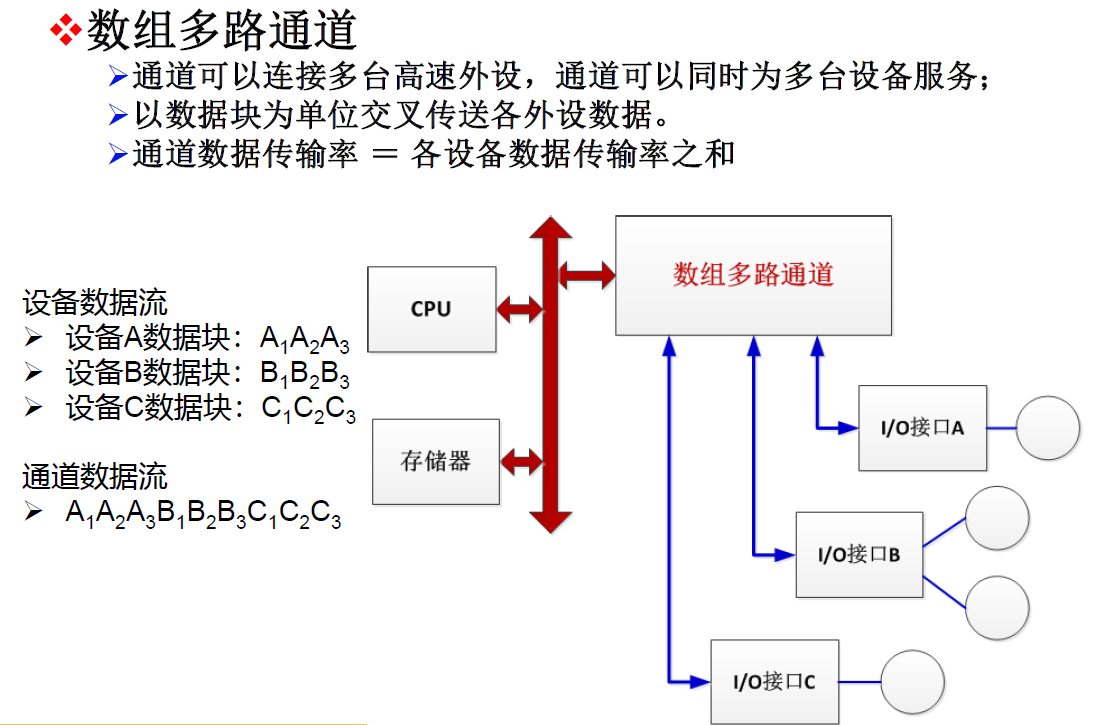 数组多路通道
通道可以连接多台高速外设，通道可以同时为多台设备服务；
以数据块为单位交叉传送各外设数据。
通道数据传输率 ＝ 各设备数据传输率之和
设备数据流
设备A数据块：A₁A₂A₃
设备B数据块：B₁B₂B₃
设备C数据块：C₁C₂C₃
通道数据流
A₁A₂A₃B₁B₂B₃C₁C₂C₃
CPU
存储器
数组多路通道
I/O接口A
I/O接口B
I/O接口C